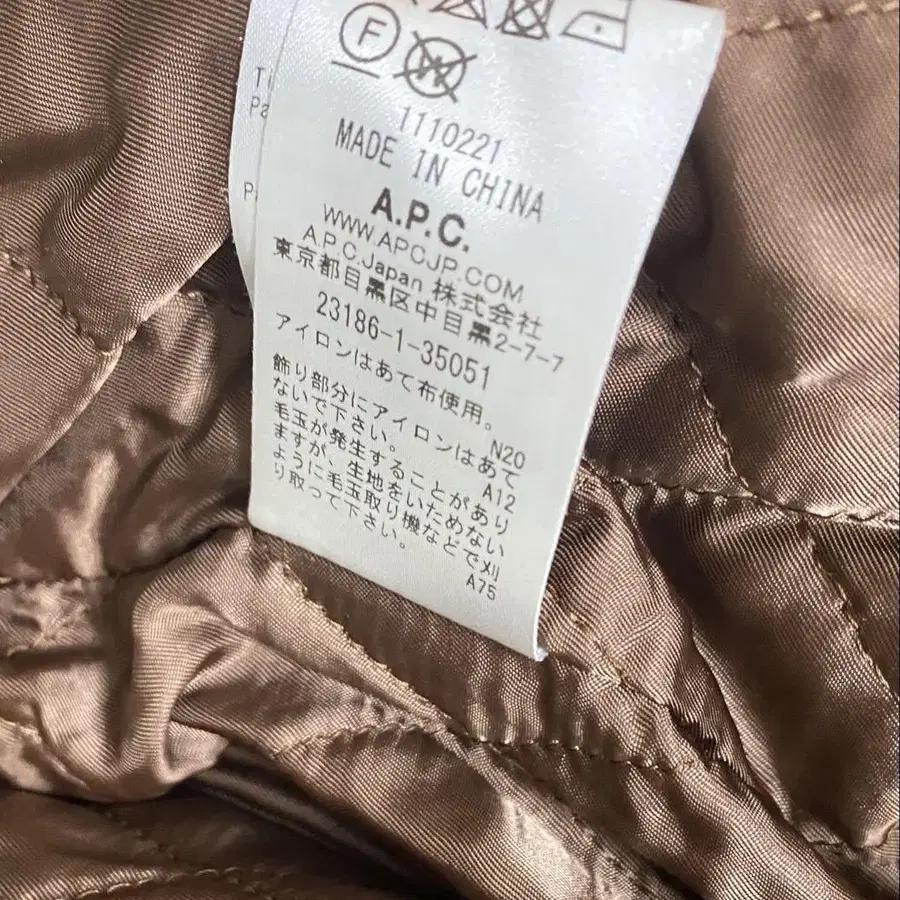 F
W
1110221
MADE IN CHINA
A.P.C.
WWW.APCJP.COM
A.P.C.Japan 株式会社
東京都目黒区中目黒2-7-7
23186-1-35051
アイロンはあて布使用。
N20
飾り部分にアイロンはあて
ないで下さい。
A12
毛玉が発生することがあり
ますが、生地をいためない
ように毛玉取り機などで刈
り取って下さい。
A75